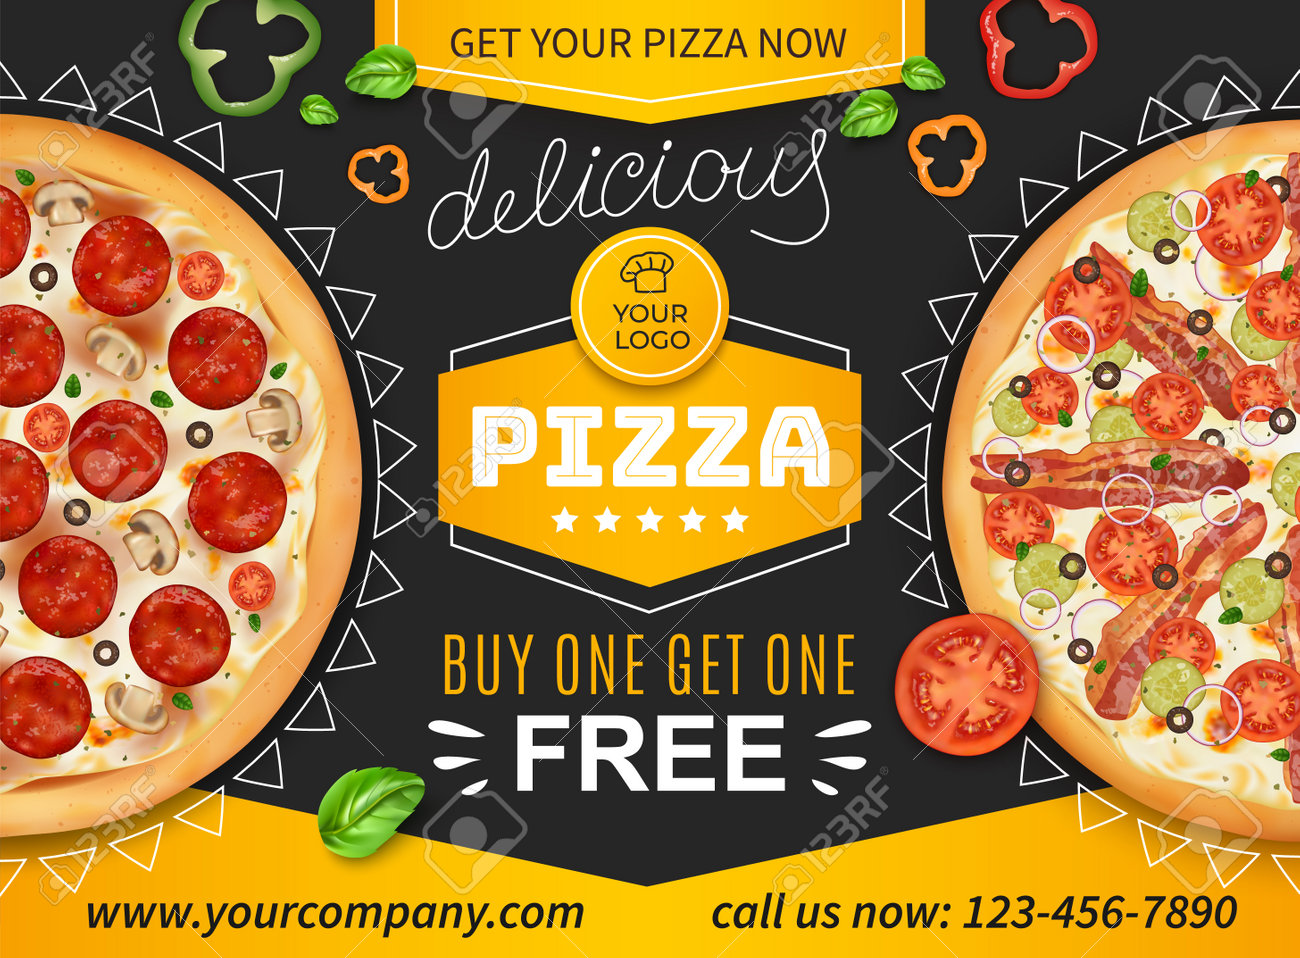 GET YOUR PIZZA NOW
delicious
YOUR
LOGO
PIZZA
BUY ONE GET ONE
FREE
www.yourcompany.com
call us now: 123-456-7890
123RF